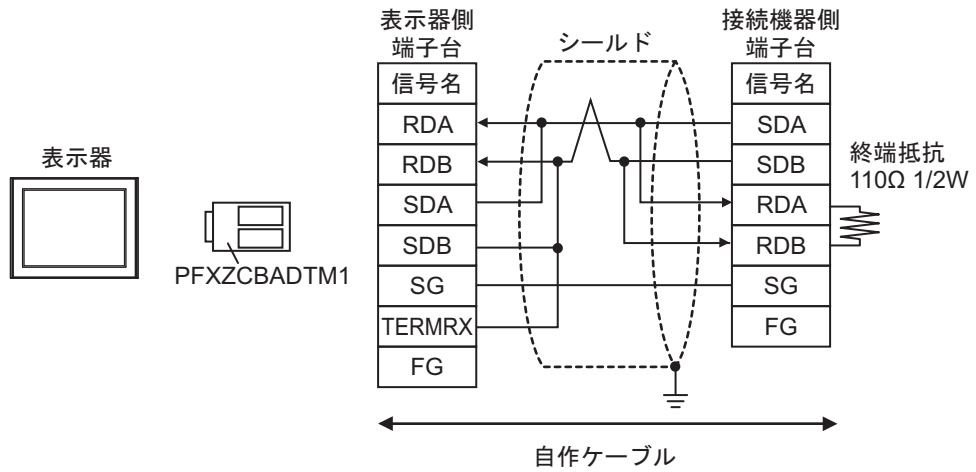 表示器
PFXZCBADTM1
表示器側
端子台
信号名
RDA
RDB
SDA
SDB
SG
TERMRX
FG
シールド
接続機器側
端子台
信号名
SDA
SDB
RDA
RDB
SG
FG
終端抵抗
110Ω 1/2W
自作ケーブル